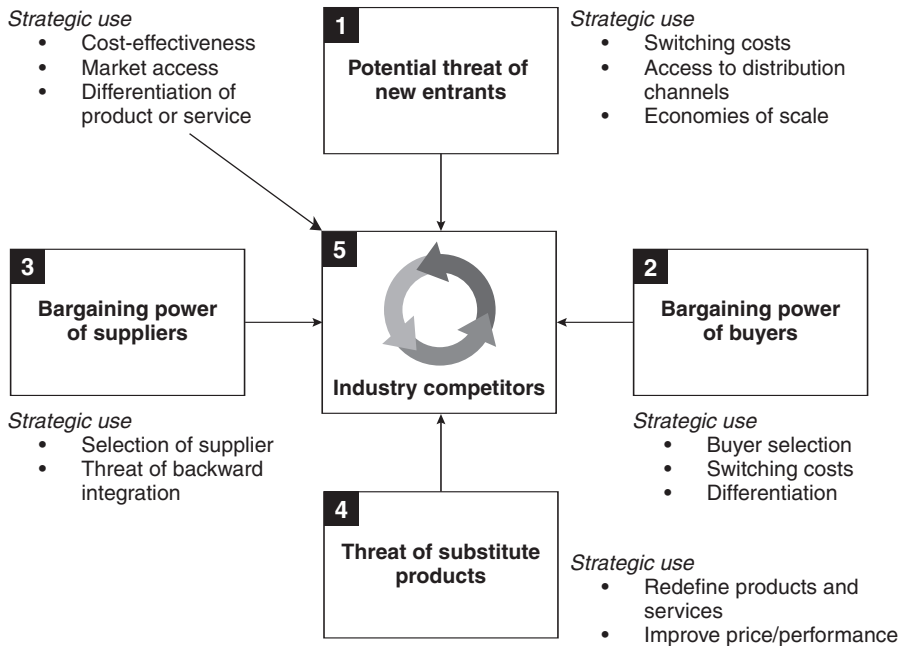 Strategic use
• Cost-effectiveness
• Market access
• Differentiation of
product or service
1
Potential threat of
new entrants
Strategic use
• Switching costs
• Access to distribution
channels
• Economies of scale
3
Bargaining power
of suppliers
5
Industry competitors
2
Bargaining power
of buyers
Strategic use
• Selection of supplier
• Threat of backward
integration
Strategic use
• Buyer selection
• Switching costs
• Differentiation
4
Threat of substitute
products
Strategic use
• Redefine products and
services
• Improve price/performance